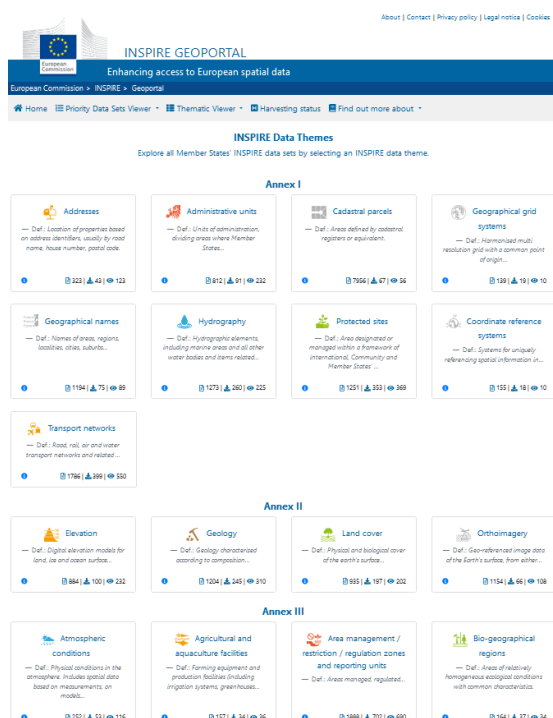 About | Contact | Privacy policy | Legal notice | Cookies
INSPIRE GEOPORTAL
European
Commission
Enhancing access to European spatial data
European Commission > INSPIRE > Geoportal
Home Priority Data Sets Viewer Thematic Viewer Harvesting status Find out more about
INSPIRE Data Themes
Explore all Member States' INSPIRE data sets by selecting an INSPIRE data theme.
Annex I
Addresses
— Def.: Location of properties based
on address identifiers, usually by road
name, house number, postal code.
323 | 43 | 123
Administrative units
— Def.: Units of administration,
dividing areas where Member
States...
812 | 91 | 232
Cadastral parcels
— Def.: Areas defined by cadastral
registers or equivalent.
7956 | 67 | 56
Geographical grid
systems
— Def.: Harmonised multi
resolution grid with a common point
of origin...
139 | 19 | 10
Geographical names
— Def.: Names of areas, regions,
localities, cities, suburbs...
1194 | 75 | 89
Hydrography
— Def.: Hydrographic elements,
including marine areas and all other
water bodies and items related...
1273 | 260 | 225
Protected sites
— Def.: Area designated or
managed within a framework of
international, Community and
Member States' ...
1251 | 353 | 369
Coordinate reference
systems
— Def.: Systems for uniquely
referencing spatial information in...
155 | 18 | 10
Transport networks
— Def.: Road, rail, air and water
transport networks and related ...
1786 | 399 | 550
Annex II
Elevation
— Def.: Digital elevation models for
land, ice and ocean surface...
884 | 100 | 232
Geology
— Def.: Geology characterised
according to composition...
1204 | 245 | 310
Land cover
— Def.: Physical and biological cover
of the earth's surface...
935 | 197 | 202
Orthoimagery
— Def.: Geo-referenced image data
of the Earth's surface, from either...
1154 | 66 | 108
Annex III
Atmospheric
conditions
— Def.: Physical conditions in the
atmosphere. Includes spatial data
based on measurements, on
models...
252 | 53 | 116
Agricultural and
aquaculture facilities
— Def.: Farming equipment and
production facilities (including
irrigation systems, greenhouses...
157 | 34 | 36
Area management /
restriction / regulation zones
and reporting units
— Def.: Areas managed, regulated...
1888 | 702 | 690
Bio-geographical
regions
— Def.: Areas of relatively
homogeneous ecological conditions
with common characteristics.
164 | 37 | 34